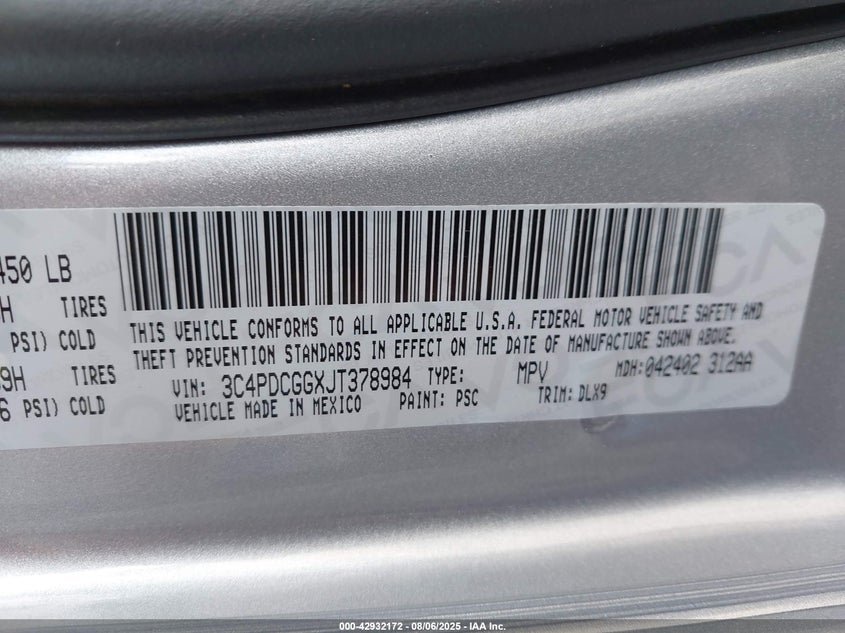 450 LB
H TIRES
PSI) COLD
9H TIRES
6 PSI) COLD
THIS VEHICLE CONFORMS TO ALL APPLICABLE U.S.A. FEDERAL MOTOR VEHICLE SAFETY AND
THEFT PREVENTION STANDARDS IN EFFECT ON THE DATE OF MANUFACTURE SHOWN ABOVE.
VIN: 3C4PDCGGXJT378984 TYPE: MPV MDH:042402 312AA
VEHICLE MADE IN MEXICO PAINT: PSC TRIM: DLX9
000-42932172 - 08/06/2025 - IAA Inc.